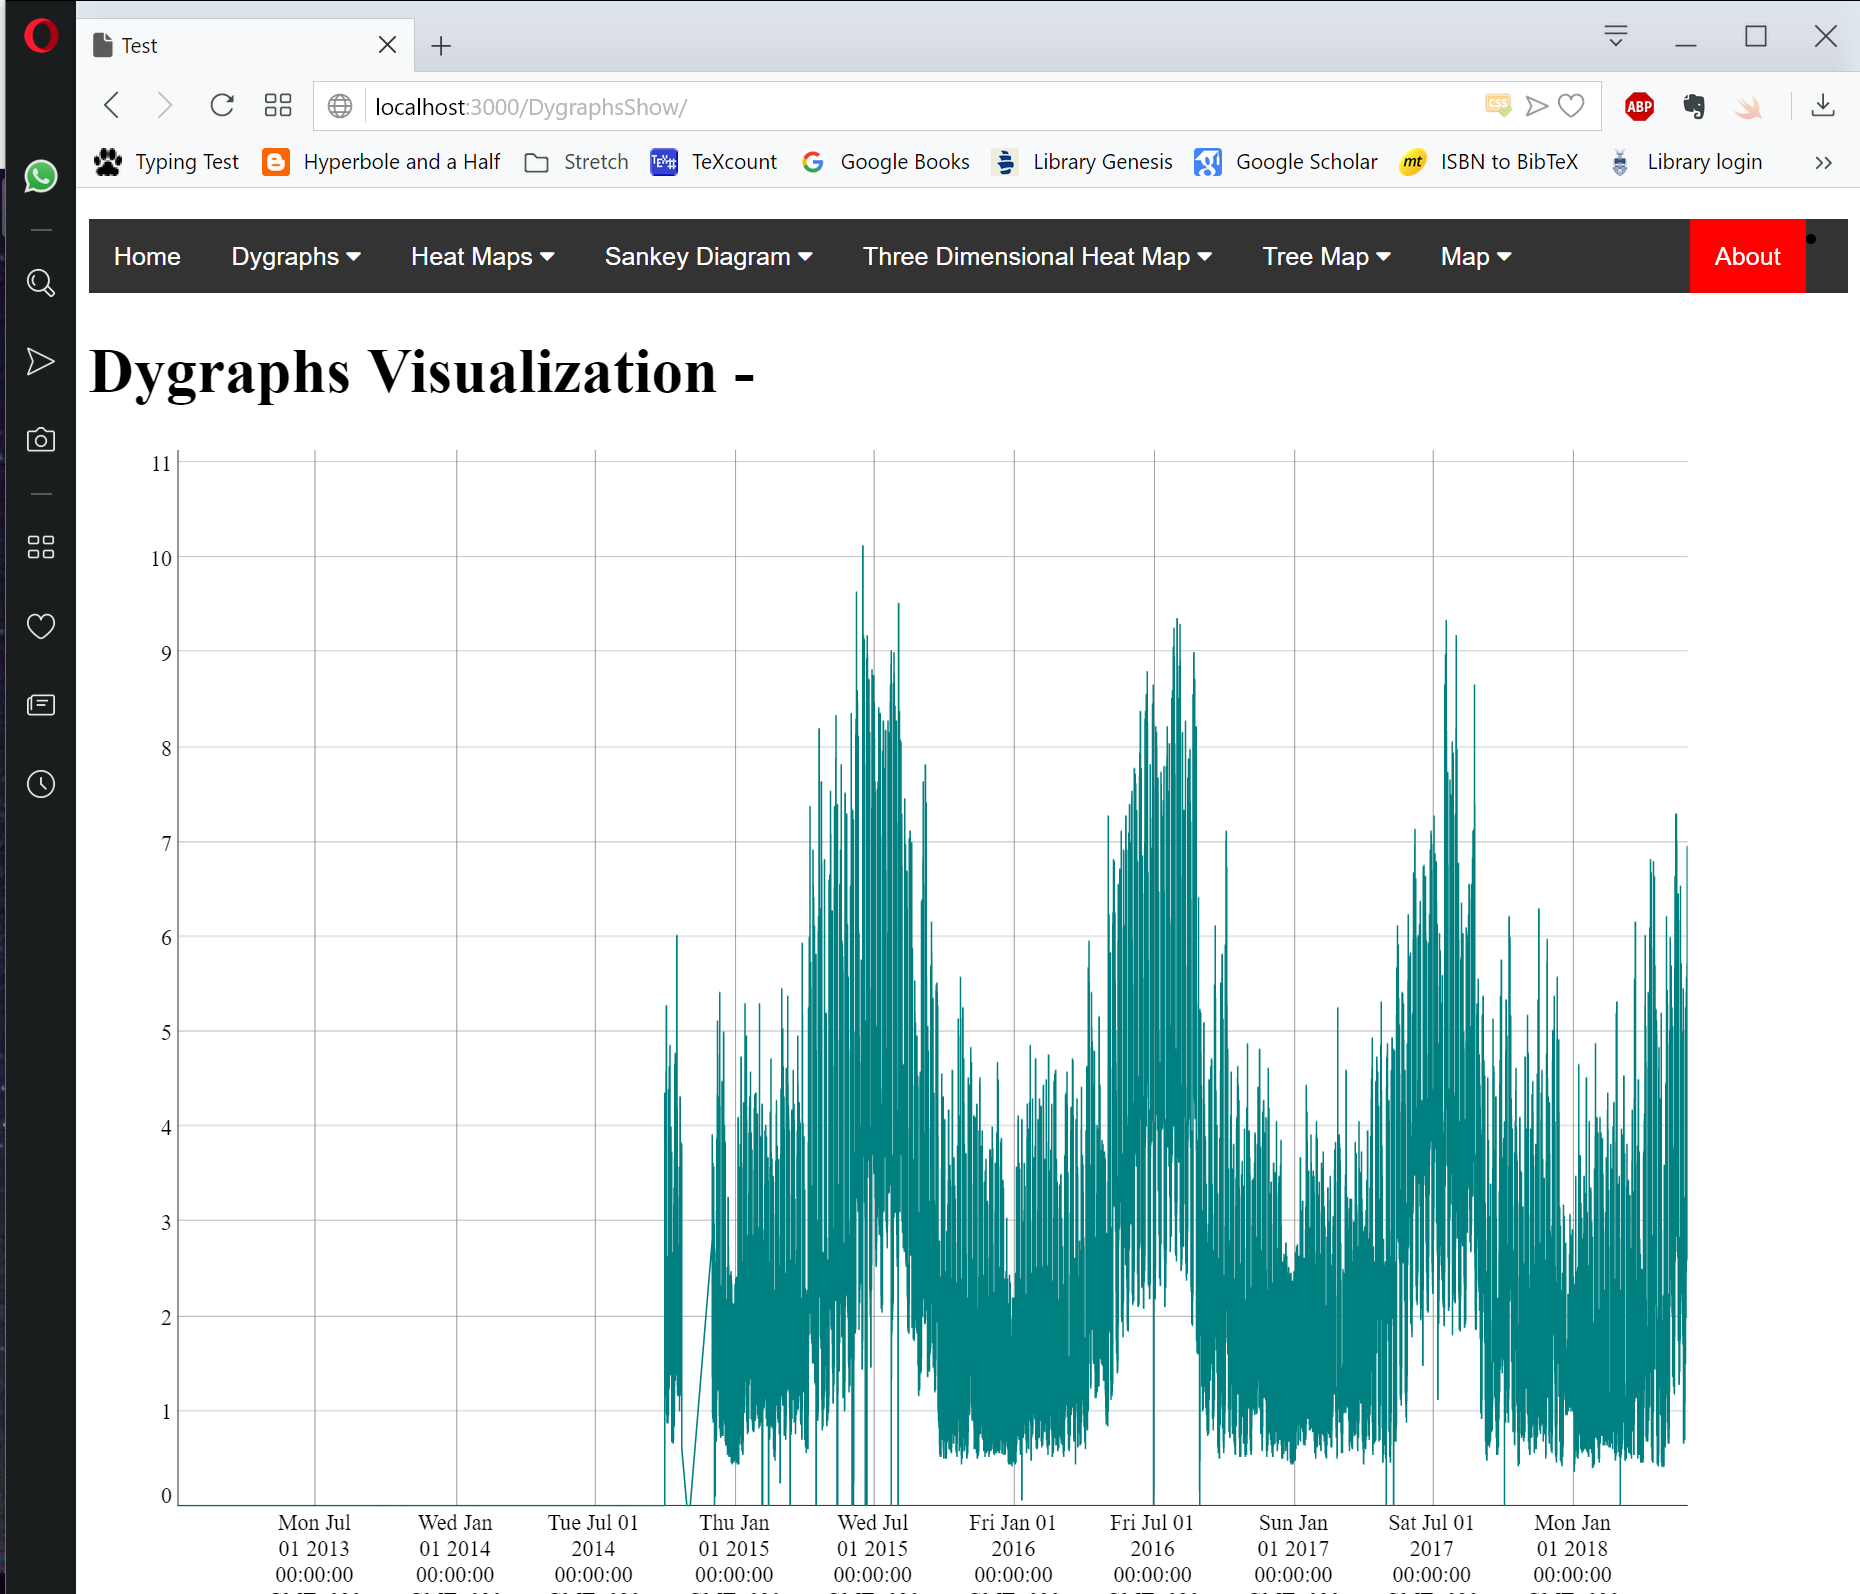 Test
localhost:3000/DygraphsShow/
CSS
ABP
Typing Test Hyperbole and a Half Stretch TeXcount Google Books Library Genesis Google Scholar mt ISBN to BibTeX Library login
Home Dygraphs Heat Maps Sankey Diagram Three Dimensional Heat Map Tree Map Map About
Dygraphs Visualization -
11
10
9
8
7
6
5
4
3
2
1
0
Mon Jul Wed Jan Tue Jul 01 Thu Jan Wed Jul Fri Jan 01 Fri Jul 01 Sun Jan Sat Jul 01 Mon Jan
01 2013 01 2014 2014 01 2015 01 2015 2016 2016 01 2017 2017 01 2018
00:00:00 00:00:00 00:00:00 00:00:00 00:00:00 00:00:00 00:00:00 00:00:00 00:00:00 00:00:00